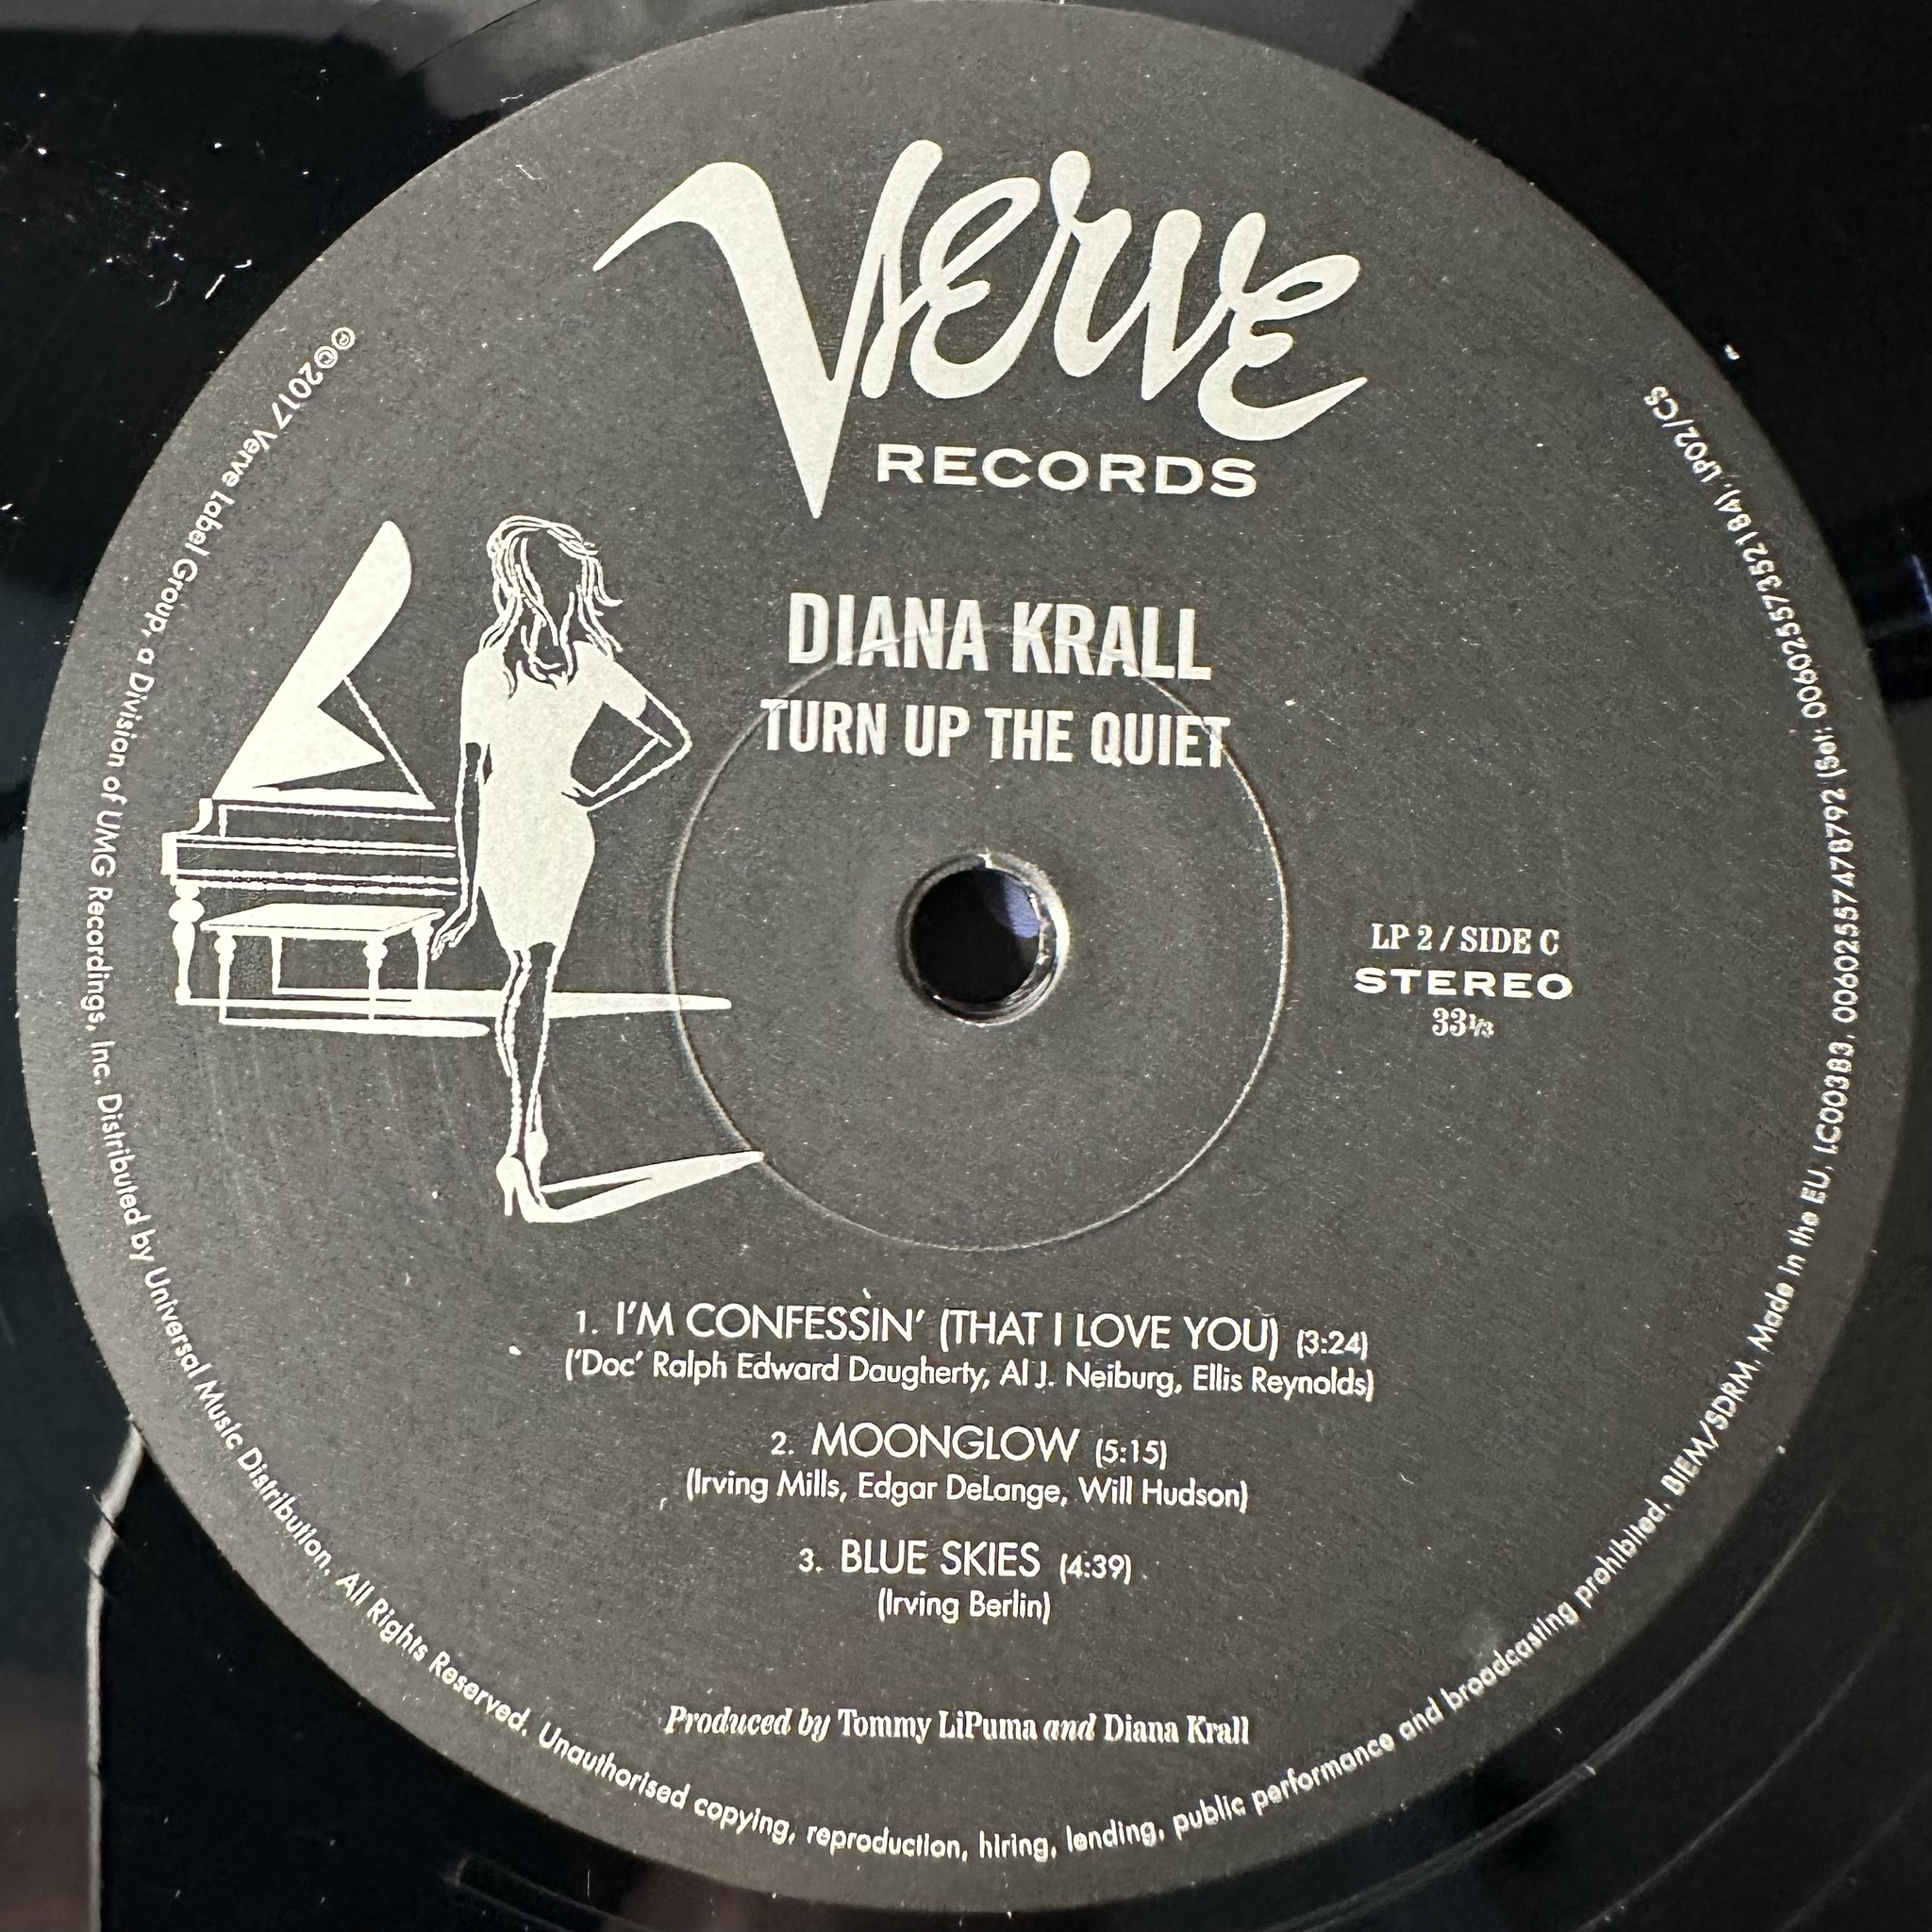 Verve
RECORDS
DIANA KRALL
TURN UP THE QUIET
LP 2 / SIDE C
STEREO
33⅓
1. I'M CONFESSIN' (THAT I LOVE YOU) (3:24)
('Doc' Ralph Edward Daugherty, Al J. Neiburg, Ellis Reynolds)
2. MOONGLOW (5:15)
(Irving Mills, Edgar DeLange, Will Hudson)
3. BLUE SKIES (4:39)
(Irving Berlin)
Produced by Tommy LiPuma and Diana Krall
℗©2017 Verve Label Group, a Division of UMG Recordings, Inc. Distributed by Universal Music Distribution. All Rights Reserved. Unauthorised copying, reproduction, hiring, lending, public performance and broadcasting prohibited. BIEM/SDRM. Made in the EU. LC00383. 00602557478792 (Set: 00602557352184). LP02/CS